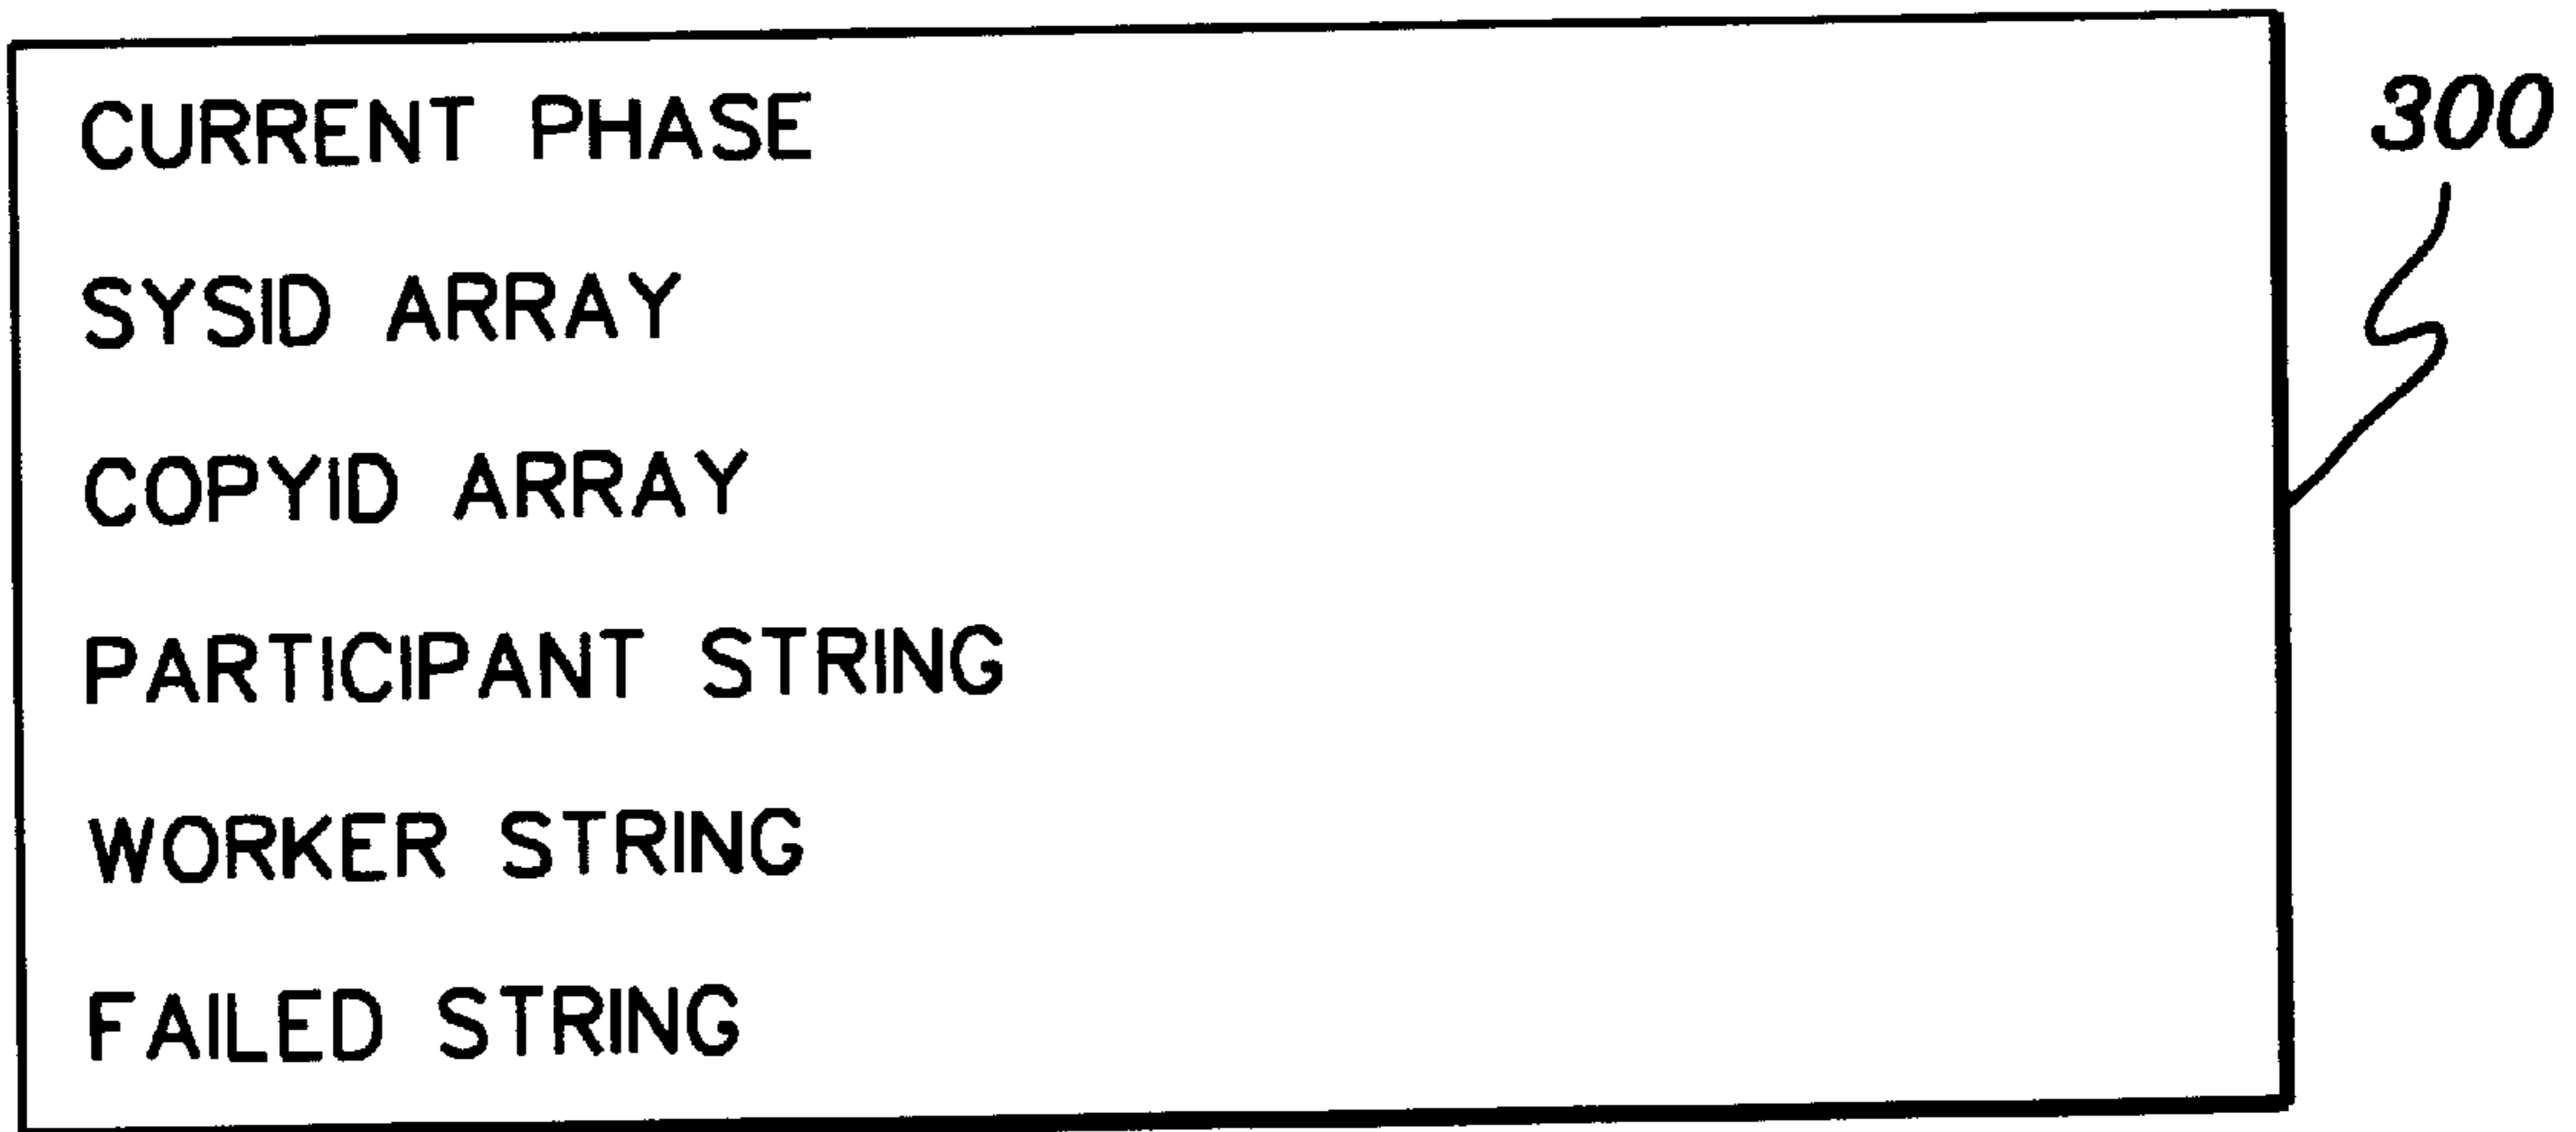 CURRENT PHASE
300
SYSID ARRAY
COPYID ARRAY
PARTICIPANT STRING
WORKER STRING
FAILED STRING